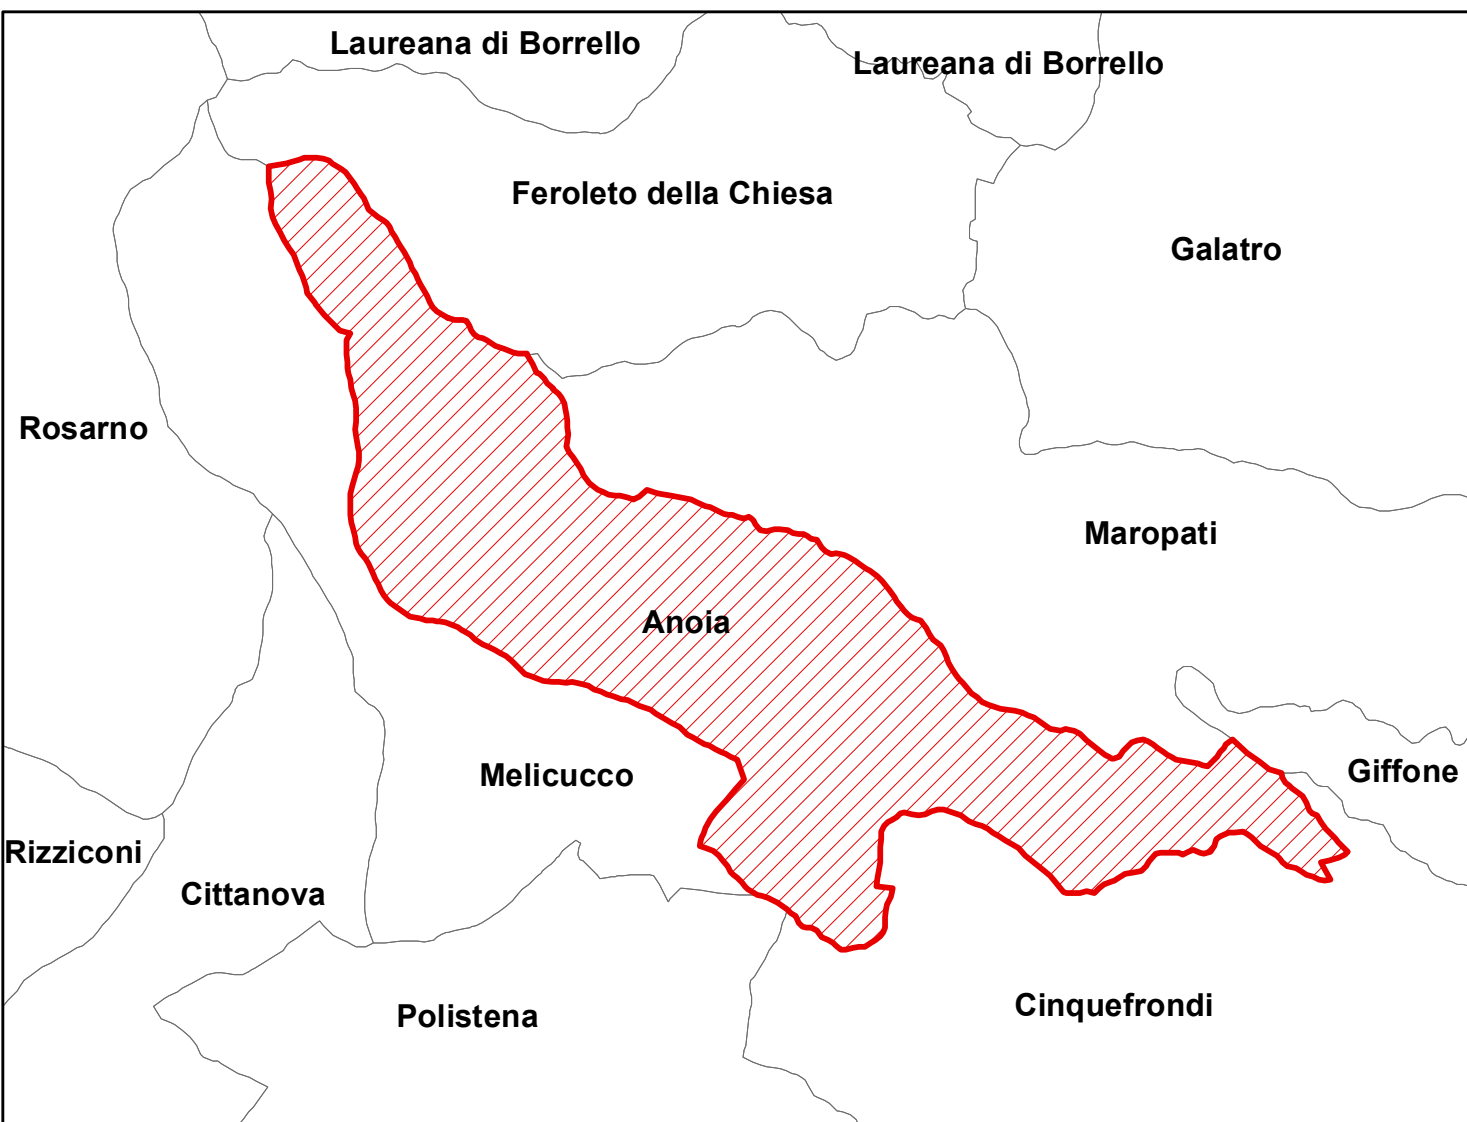 Laureana di Borrello
Laureana di Borrello
Feroleto della Chiesa
Galatro
Rosarno
Maropati
Anoia
Melicucco
Giffone
Rizziconi
Cittanova
Cinquefrondi
Polistena